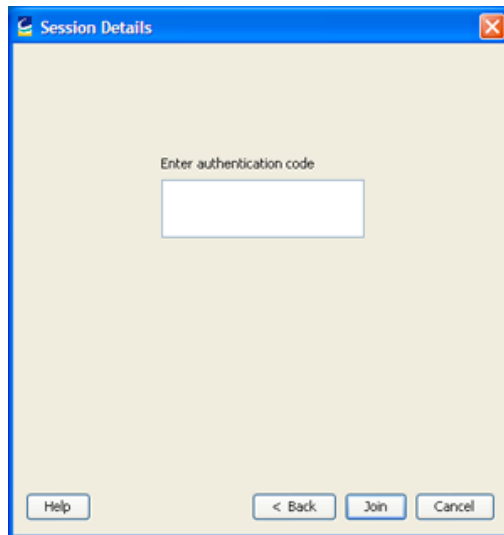 Session Details
Enter authentication code
Help
< Back
Join
Cancel